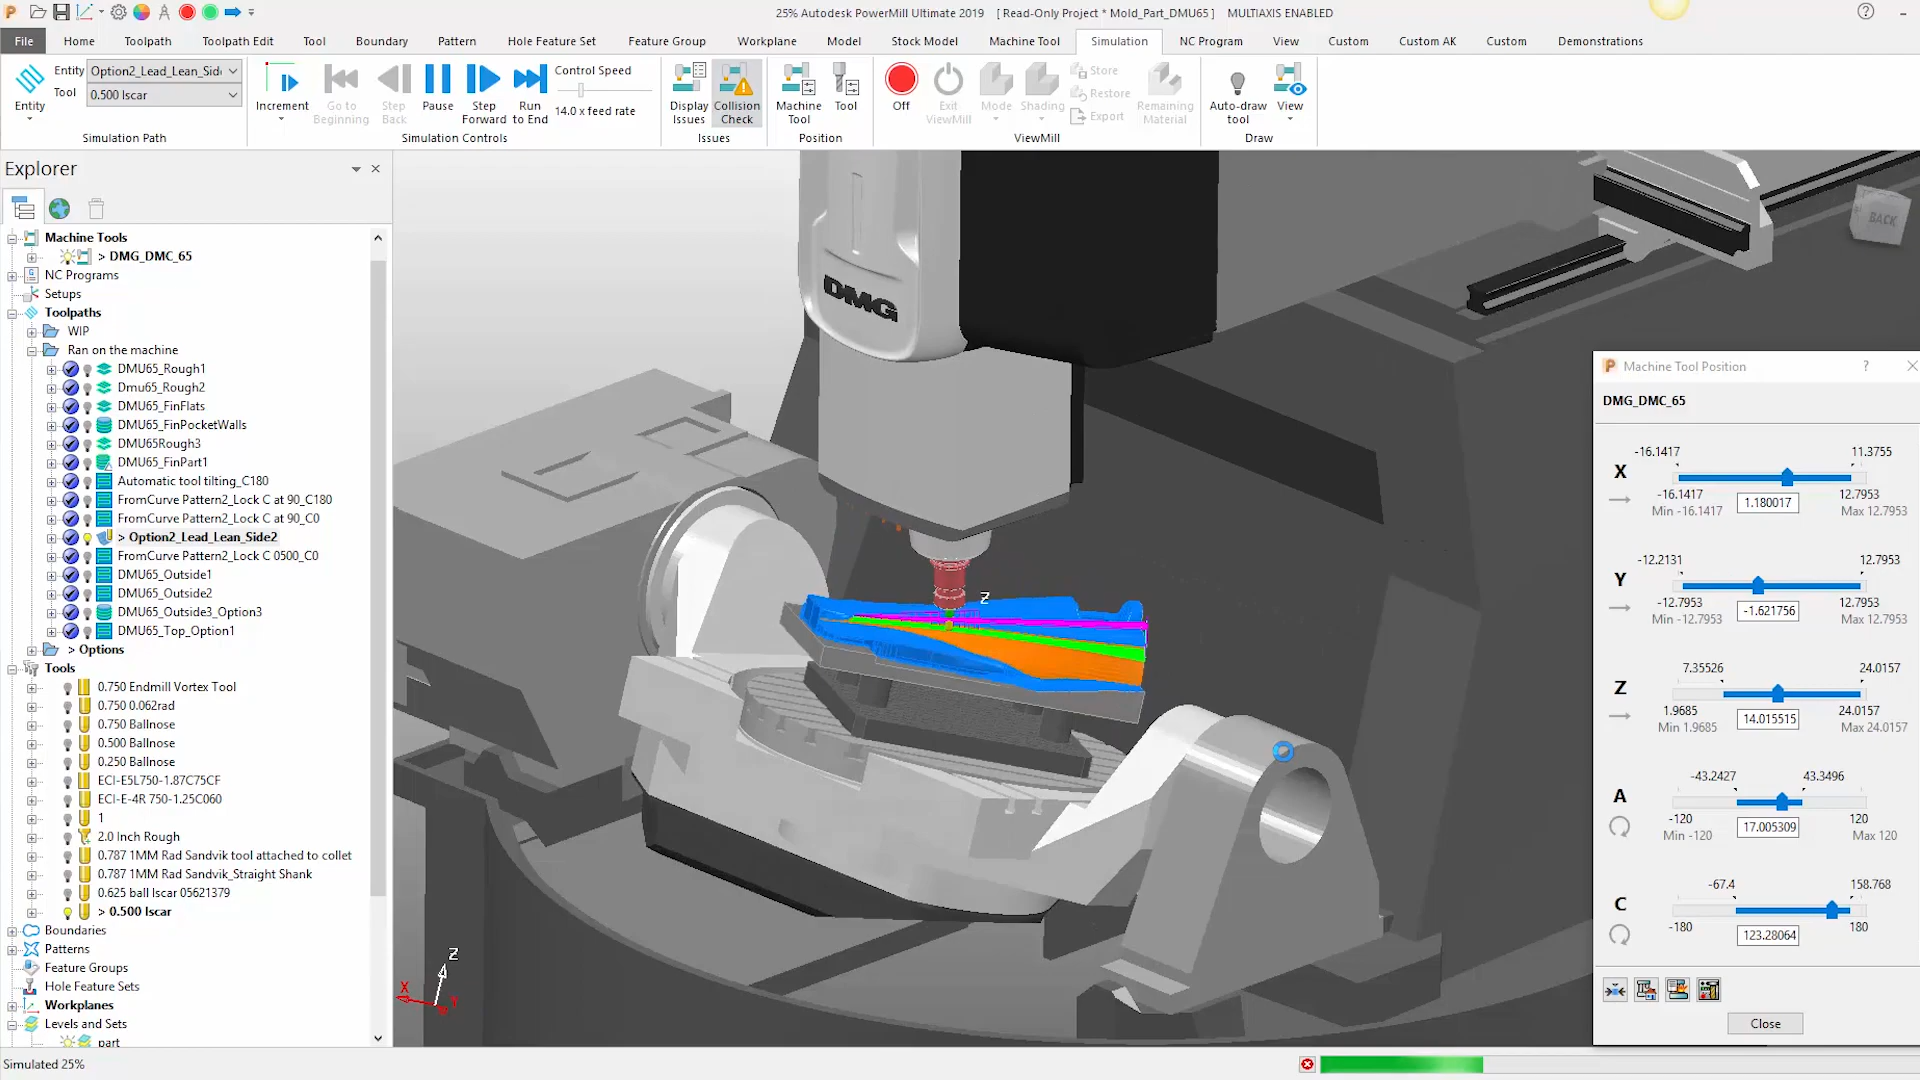 25% Autodesk PowerMill Ultimate 2019 [ Read-Only Project * Mold_Part_DMU65 ] MULTIAXIS ENABLED
File Home Toolpath Toolpath Edit Tool Boundary Pattern Hole Feature Set Feature Group Workplane Model Stock Model Machine Tool Simulation NC Program View Custom Custom AK Custom Demonstrations
Entity
Entity Option2_Lead_Lean_Sid
Tool 0.500 Iscar
Simulation Path
Increment
Go to Beginning
Step Back
Pause
Step Forward
Run to End
Control Speed
14.0 x feed rate
Simulation Controls
Display Issues
Collision Check
Issues
Machine Tool
Tool
Position
Off
Exit ViewMill
Mode
Shading
Store
Restore
Export
Remaining Material
ViewMill
Auto-draw tool
View
Draw
Explorer
Machine Tools
> DMG_DMC_65
NC Programs
Setups
Toolpaths
WIP
Ran on the machine
DMU65_Rough1
Dmu65_Rough2
DMU65_FinFlats
DMU65_FinPocketWalls
DMU65Rough3
DMU65_FinPart1
Automatic tool tilting_C180
FromCurve Pattern2_Lock C at 90_C180
FromCurve Pattern2_Lock C at 90_C0
> Option2_Lead_Lean_Side2
FromCurve Pattern2_Lock C 0500_C0
DMU65_Outside1
DMU65_Outside2
DMU65_Outside3_Option3
DMU65_Top_Option1
> Options
Tools
0.750 Endmill Vortex Tool
0.750 0.062rad
0.750 Ballnose
0.500 Ballnose
0.250 Ballnose
ECI-E5L750-1.87C75CF
ECI-E-4R 750-1.25C060
1
2.0 Inch Rough
0.787 1MM Rad Sandvik tool attached to collet
0.787 1MM Rad Sandvik_Straight Shank
0.625 ball Iscar 05621379
> 0.500 Iscar
Boundaries
Patterns
Feature Groups
Hole Feature Sets
Workplanes
Levels and Sets
part
DMG
Z
Z
X
Y
BACK
Machine Tool Position
DMG_DMC_65
-16.1417 11.3755
X
-16.1417 1.180017 12.7953
Min -16.1417 Max 12.7953
-12.2131 12.7953
Y
-12.7953 -1.621756 12.7953
Min -12.7953 Max 12.7953
7.35526 24.0157
Z
1.9685 14.015515 24.0157
Min 1.9685 Max 24.0157
-43.2427 43.3496
A
-120 17.005309 120
Min -120 Max 120
-67.4 158.768
C
-180 123.28064 180
Close
Simulated 25%